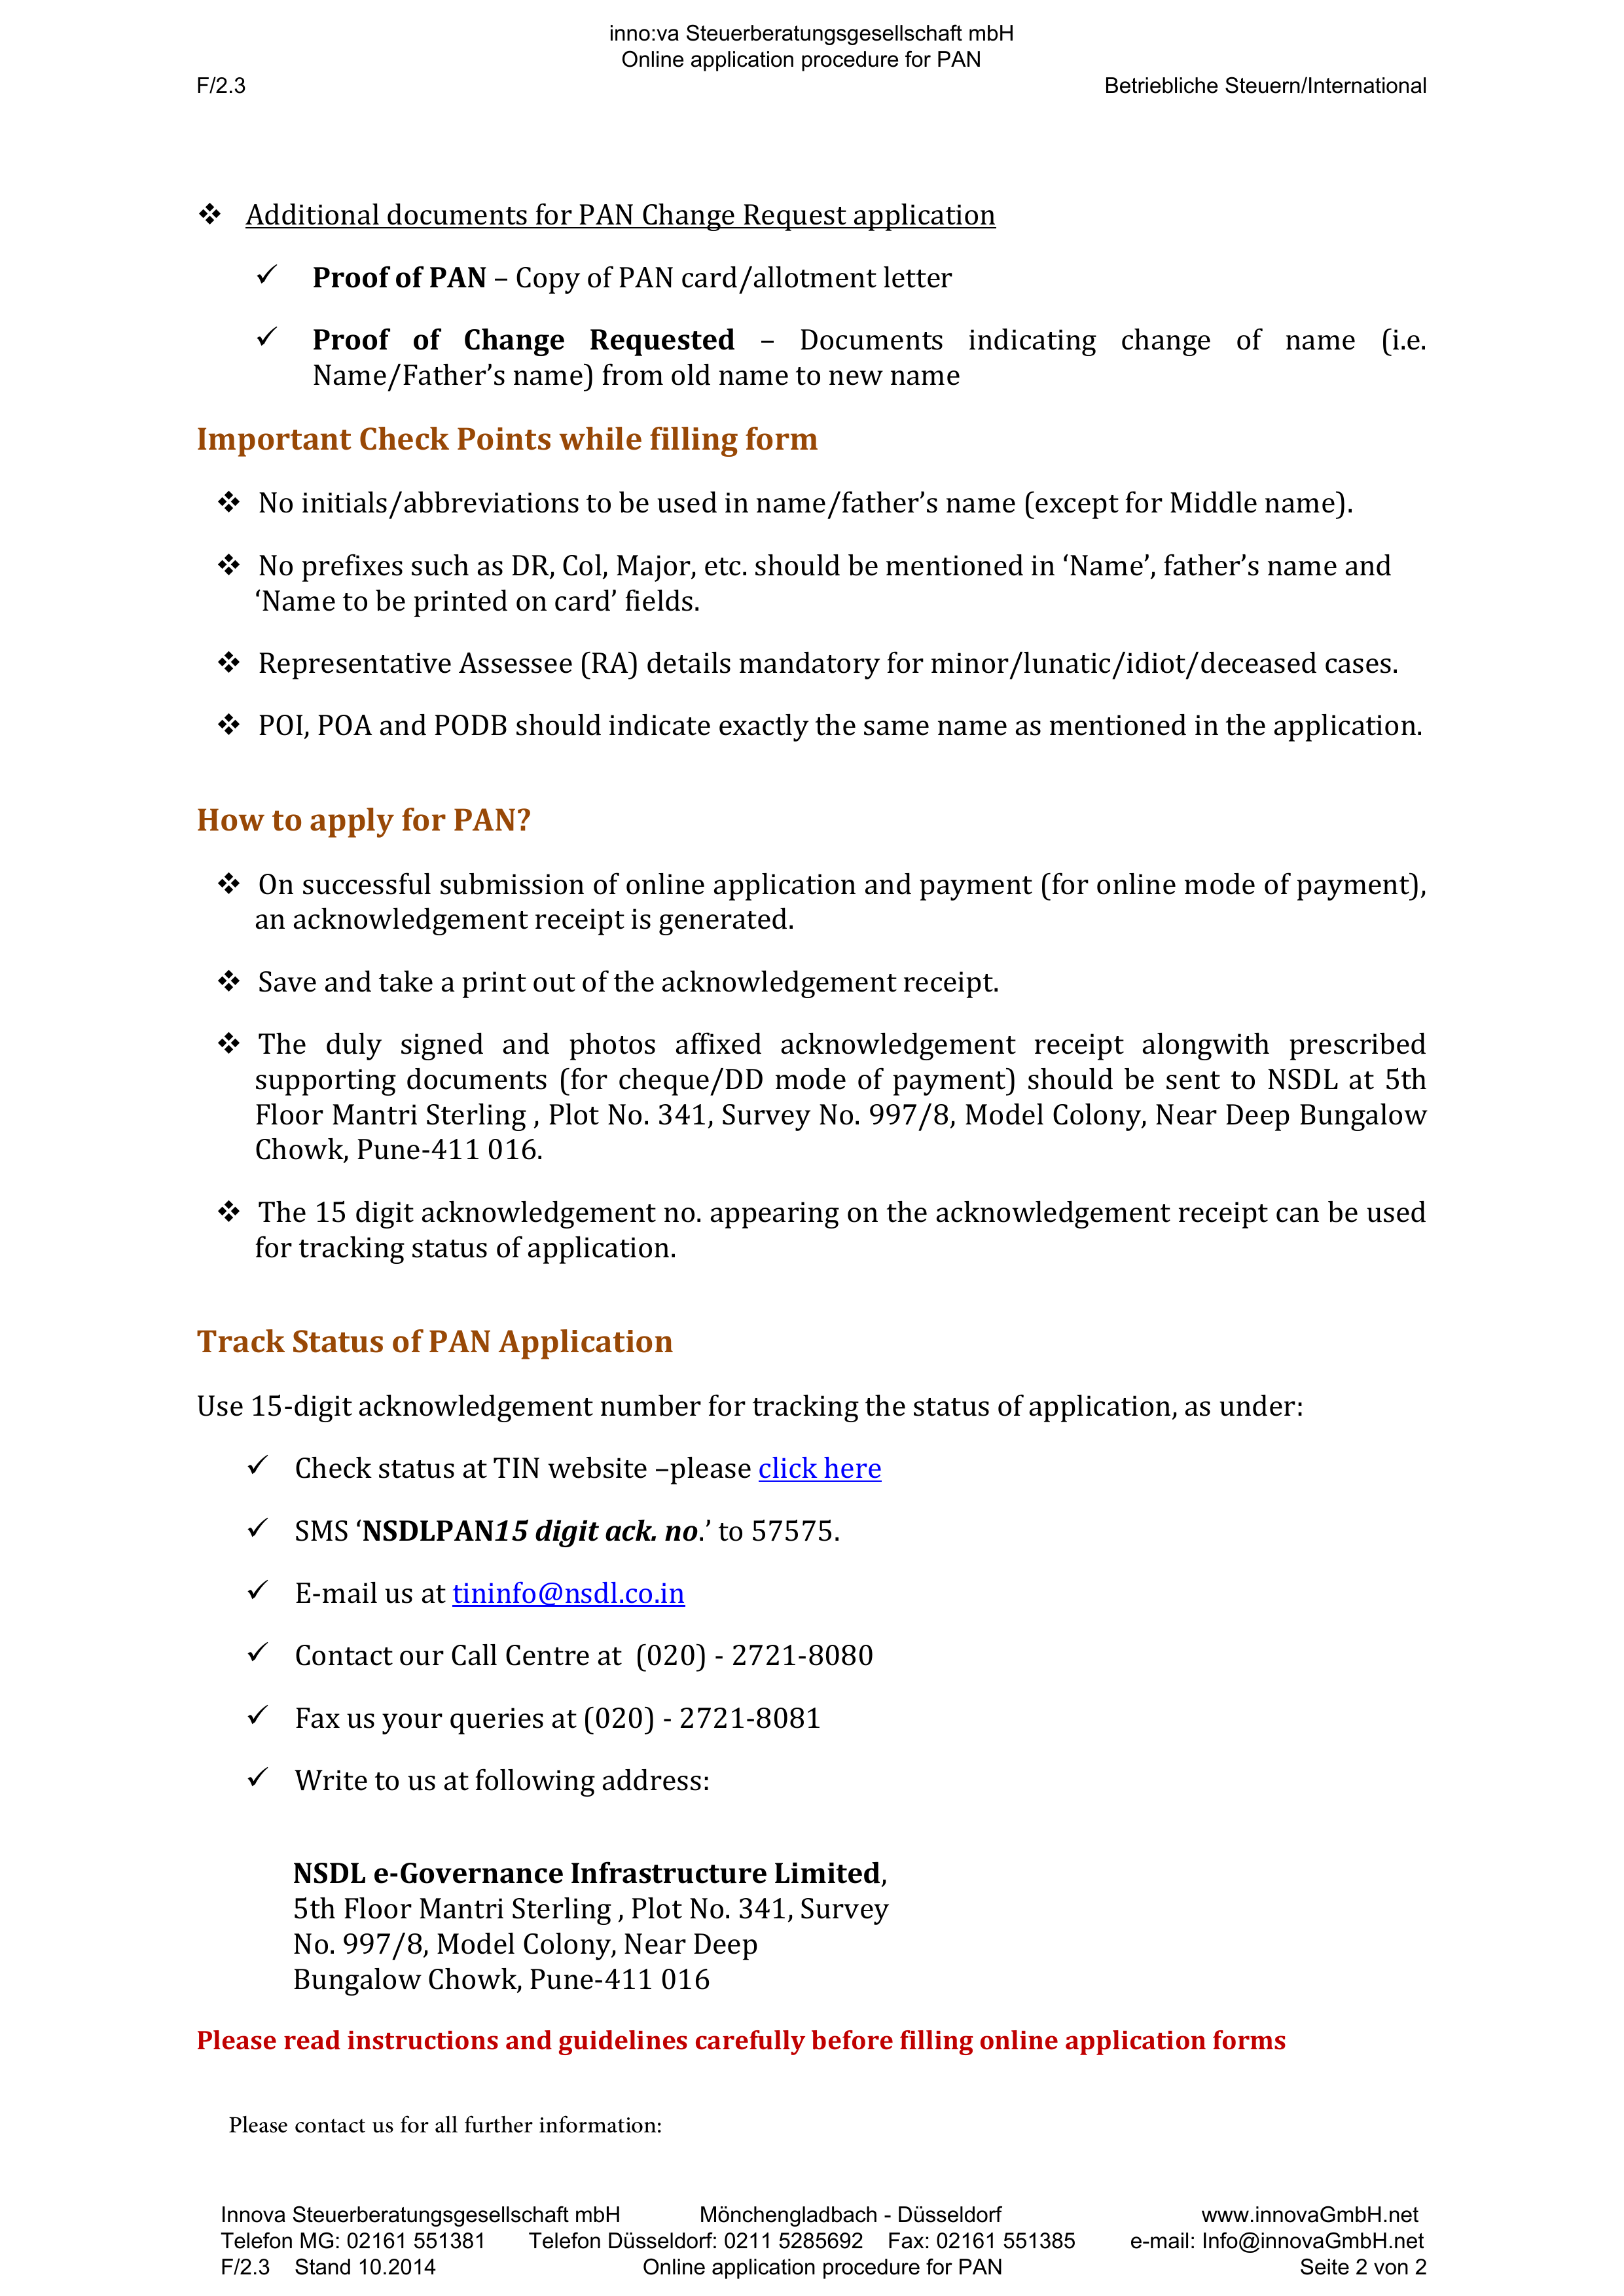 inno:va Steuerberatungsgesellschaft mbH
Online application procedure for PAN
F/2.3 Betriebliche Steuern/International
❖ Additional documents for PAN Change Request application
✓ Proof of PAN – Copy of PAN card/allotment letter
✓ Proof of Change Requested – Documents indicating change of name (i.e.
Name/Father’s name) from old name to new name
Important Check Points while filling form
❖ No initials/abbreviations to be used in name/father’s name (except for Middle name).
❖ No prefixes such as DR, Col, Major, etc. should be mentioned in ‘Name’, father’s name and
‘Name to be printed on card’ fields.
❖ Representative Assessee (RA) details mandatory for minor/lunatic/idiot/deceased cases.
❖ POI, POA and PODB should indicate exactly the same name as mentioned in the application.
How to apply for PAN?
❖ On successful submission of online application and payment (for online mode of payment),
an acknowledgement receipt is generated.
❖ Save and take a print out of the acknowledgement receipt.
❖ The duly signed and photos affixed acknowledgement receipt alongwith prescribed
supporting documents (for cheque/DD mode of payment) should be sent to NSDL at 5th
Floor Mantri Sterling , Plot No. 341, Survey No. 997/8, Model Colony, Near Deep Bungalow
Chowk, Pune-411 016.
❖ The 15 digit acknowledgement no. appearing on the acknowledgement receipt can be used
for tracking status of application.
Track Status of PAN Application
Use 15-digit acknowledgement number for tracking the status of application, as under:
✓ Check status at TIN website –please click here
✓ SMS ‘NSDLPAN15 digit ack. no.’ to 57575.
✓ E-mail us at tininfo@nsdl.co.in
✓ Contact our Call Centre at (020) - 2721-8080
✓ Fax us your queries at (020) - 2721-8081
✓ Write to us at following address:
NSDL e-Governance Infrastructure Limited,
5th Floor Mantri Sterling , Plot No. 341, Survey
No. 997/8, Model Colony, Near Deep
Bungalow Chowk, Pune-411 016
Please read instructions and guidelines carefully before filling online application forms
Please contact us for all further information:
Innova Steuerberatungsgesellschaft mbH Mönchengladbach - Düsseldorf www.innovaGmbH.net
Telefon MG: 02161 551381 Telefon Düsseldorf: 0211 5285692 Fax: 02161 551385 e-mail: Info@innovaGmbH.net
F/2.3 Stand 10.2014 Online application procedure for PAN Seite 2 von 2